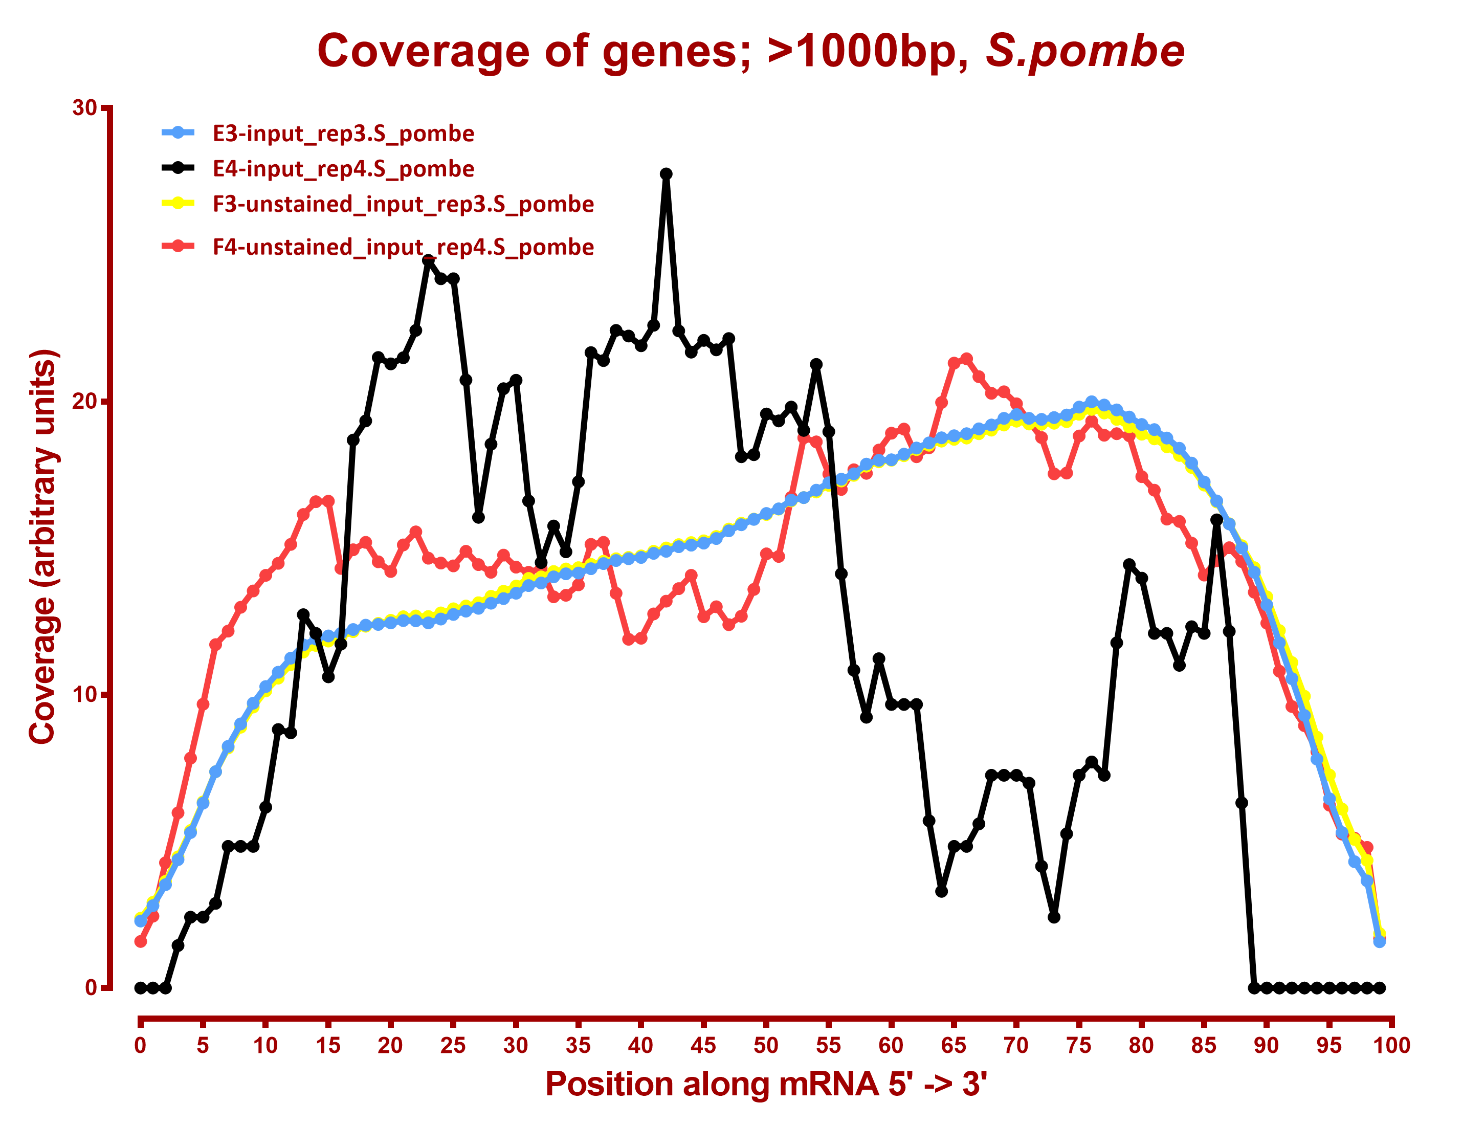 Coverage of genes; >1000bp, S.pombe
30
E3-input_rep3.S_pombe
E4-input_rep4.S_pombe
F3-unstained_input_rep3.S_pombe
F4-unstained_input_rep4.S_pombe
20
10
0
Coverage (arbitrary units)
0 5 10 15 20 25 30 35 40 45 50 55 60 65 70 75 80 85 90 95 100
Position along mRNA 5' -> 3'